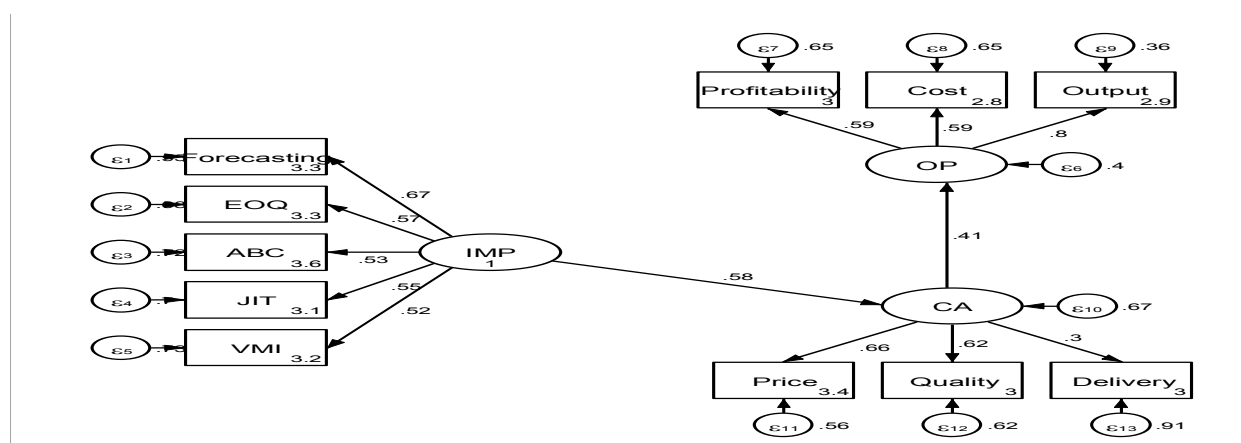 ε7 .65
ε8 .65
ε9 .36
Profitability 3
Cost 2.8
Output 2.9
.59
.59
.8
OP
ε6 .4
.41
ε1
Forecasting 3.3
ε2
EOQ 3.3
ε3
ABC 3.6
ε4
JIT 3.1
ε5
VMI 3.2
.67
.57
.53
.55
.52
IMP
1
.58
CA
ε10 .67
.66
.62
.3
Price 3.4
Quality 3
Delivery 3
ε11 .56
ε12 .62
ε13 .91